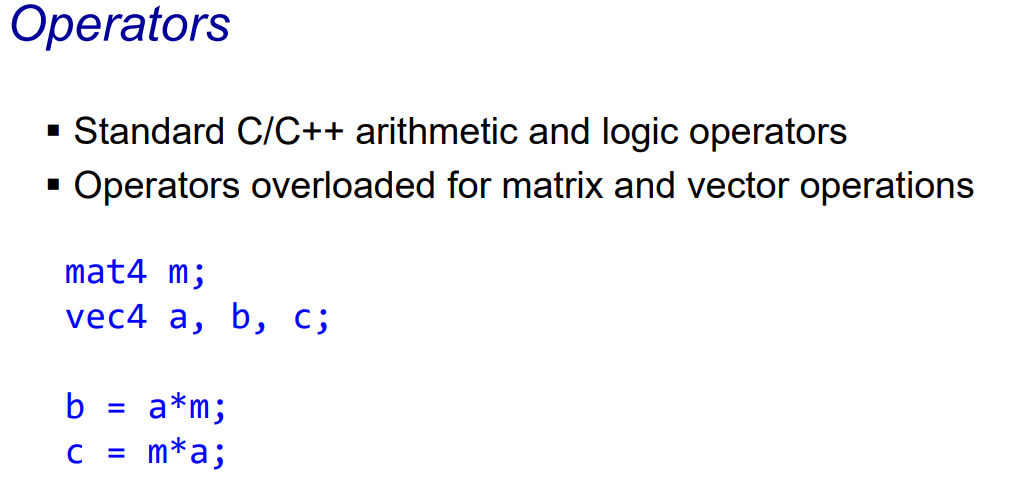 Operators
▪ Standard C/C++ arithmetic and logic operators
▪ Operators overloaded for matrix and vector operations
mat4 m;
vec4 a, b, c;
b = a*m;
c = m*a;